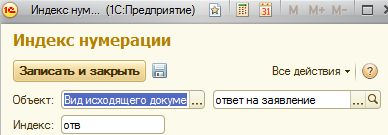 Индекс нум... (1С:Предприятие) M M+ M-
Индекс нумерации
Записать и закрыть Все действия ?
Объект: Вид исходящего докуме ... ответ на заявление ...
Индекс: отв